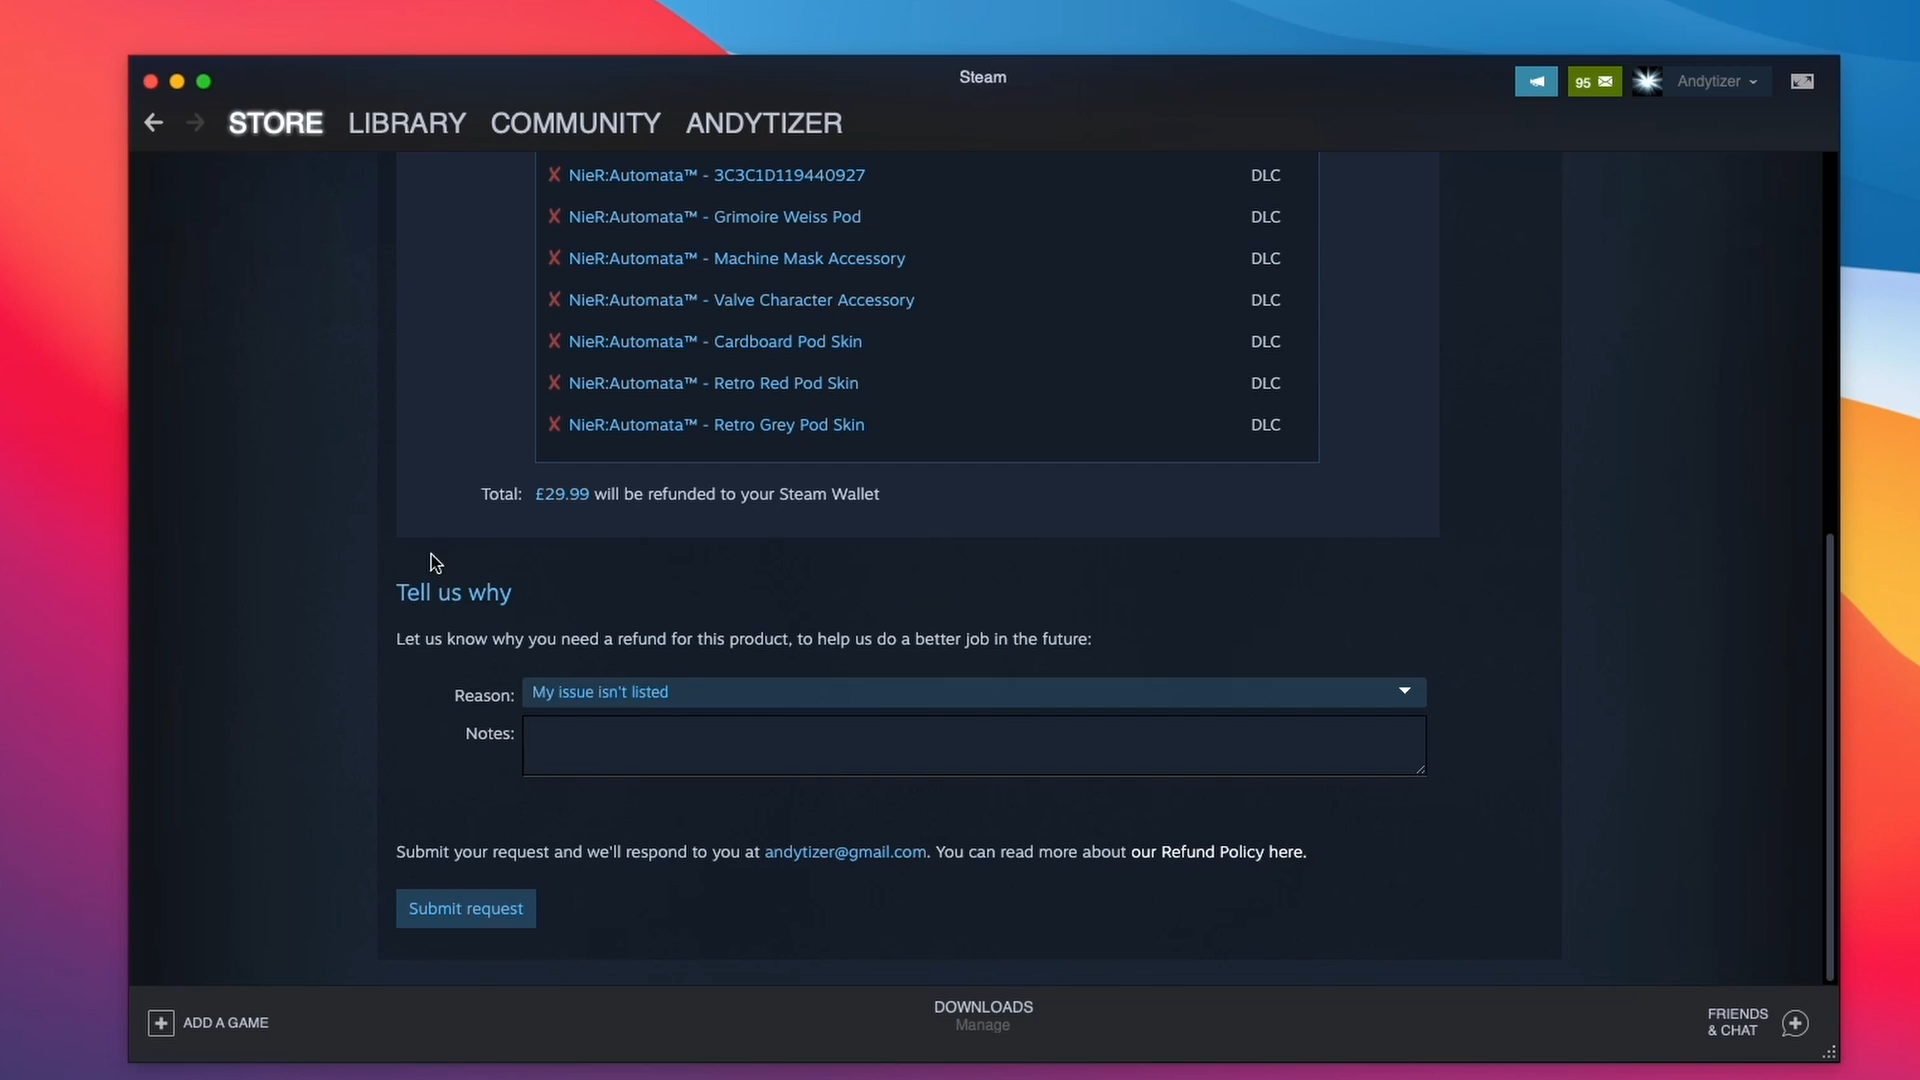 Steam
95
Andytizer
STORE LIBRARY COMMUNITY ANDYTIZER
X NieR:Automata™ - 3C3C1D119440927 DLC
X NieR:Automata™ - Grimoire Weiss Pod DLC
X NieR:Automata™ - Machine Mask Accessory DLC
X NieR:Automata™ - Valve Character Accessory DLC
X NieR:Automata™ - Cardboard Pod Skin DLC
X NieR:Automata™ - Retro Red Pod Skin DLC
X NieR:Automata™ - Retro Grey Pod Skin DLC
Total: £29.99 will be refunded to your Steam Wallet
Tell us why
Let us know why you need a refund for this product, to help us do a better job in the future:
Reason: My issue isn't listed
Notes:
Submit your request and we'll respond to you at andytizer@gmail.com. You can read more about our Refund Policy here.
Submit request
ADD A GAME
DOWNLOADS
Manage
FRIENDS
& CHAT